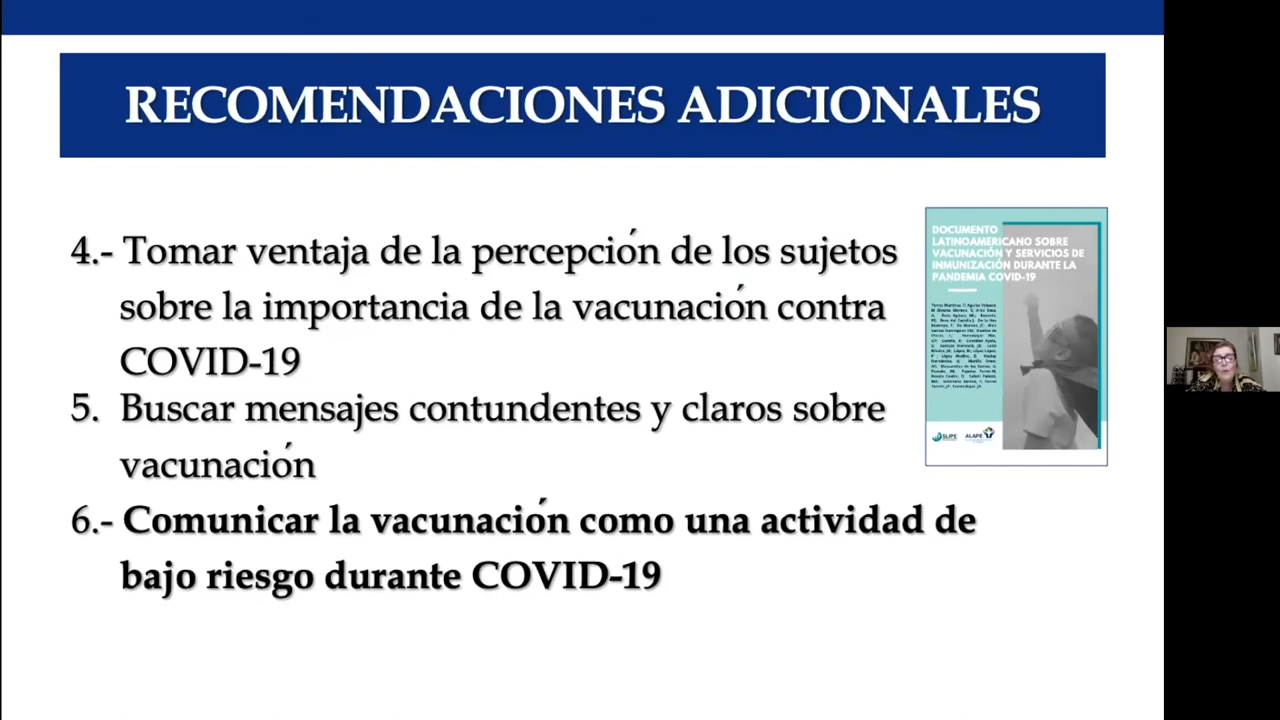 RECOMENDACIONES ADICIONALES
4.- Tomar ventaja de la percepción de los sujetos
sobre la importancia de la vacunación contra
COVID-19
5. Buscar mensajes contundentes y claros sobre
vacunación
6.- Comunicar la vacunación como una actividad de
bajo riesgo durante COVID-19
DOCUMENTO
LATINOAMERICANO SOBRE
VACUNACIÓN Y SERVICIOS DE
INMUNIZACIÓN DURANTE LA
PANDEMIA COVID-19
SLIPE
ALAPE